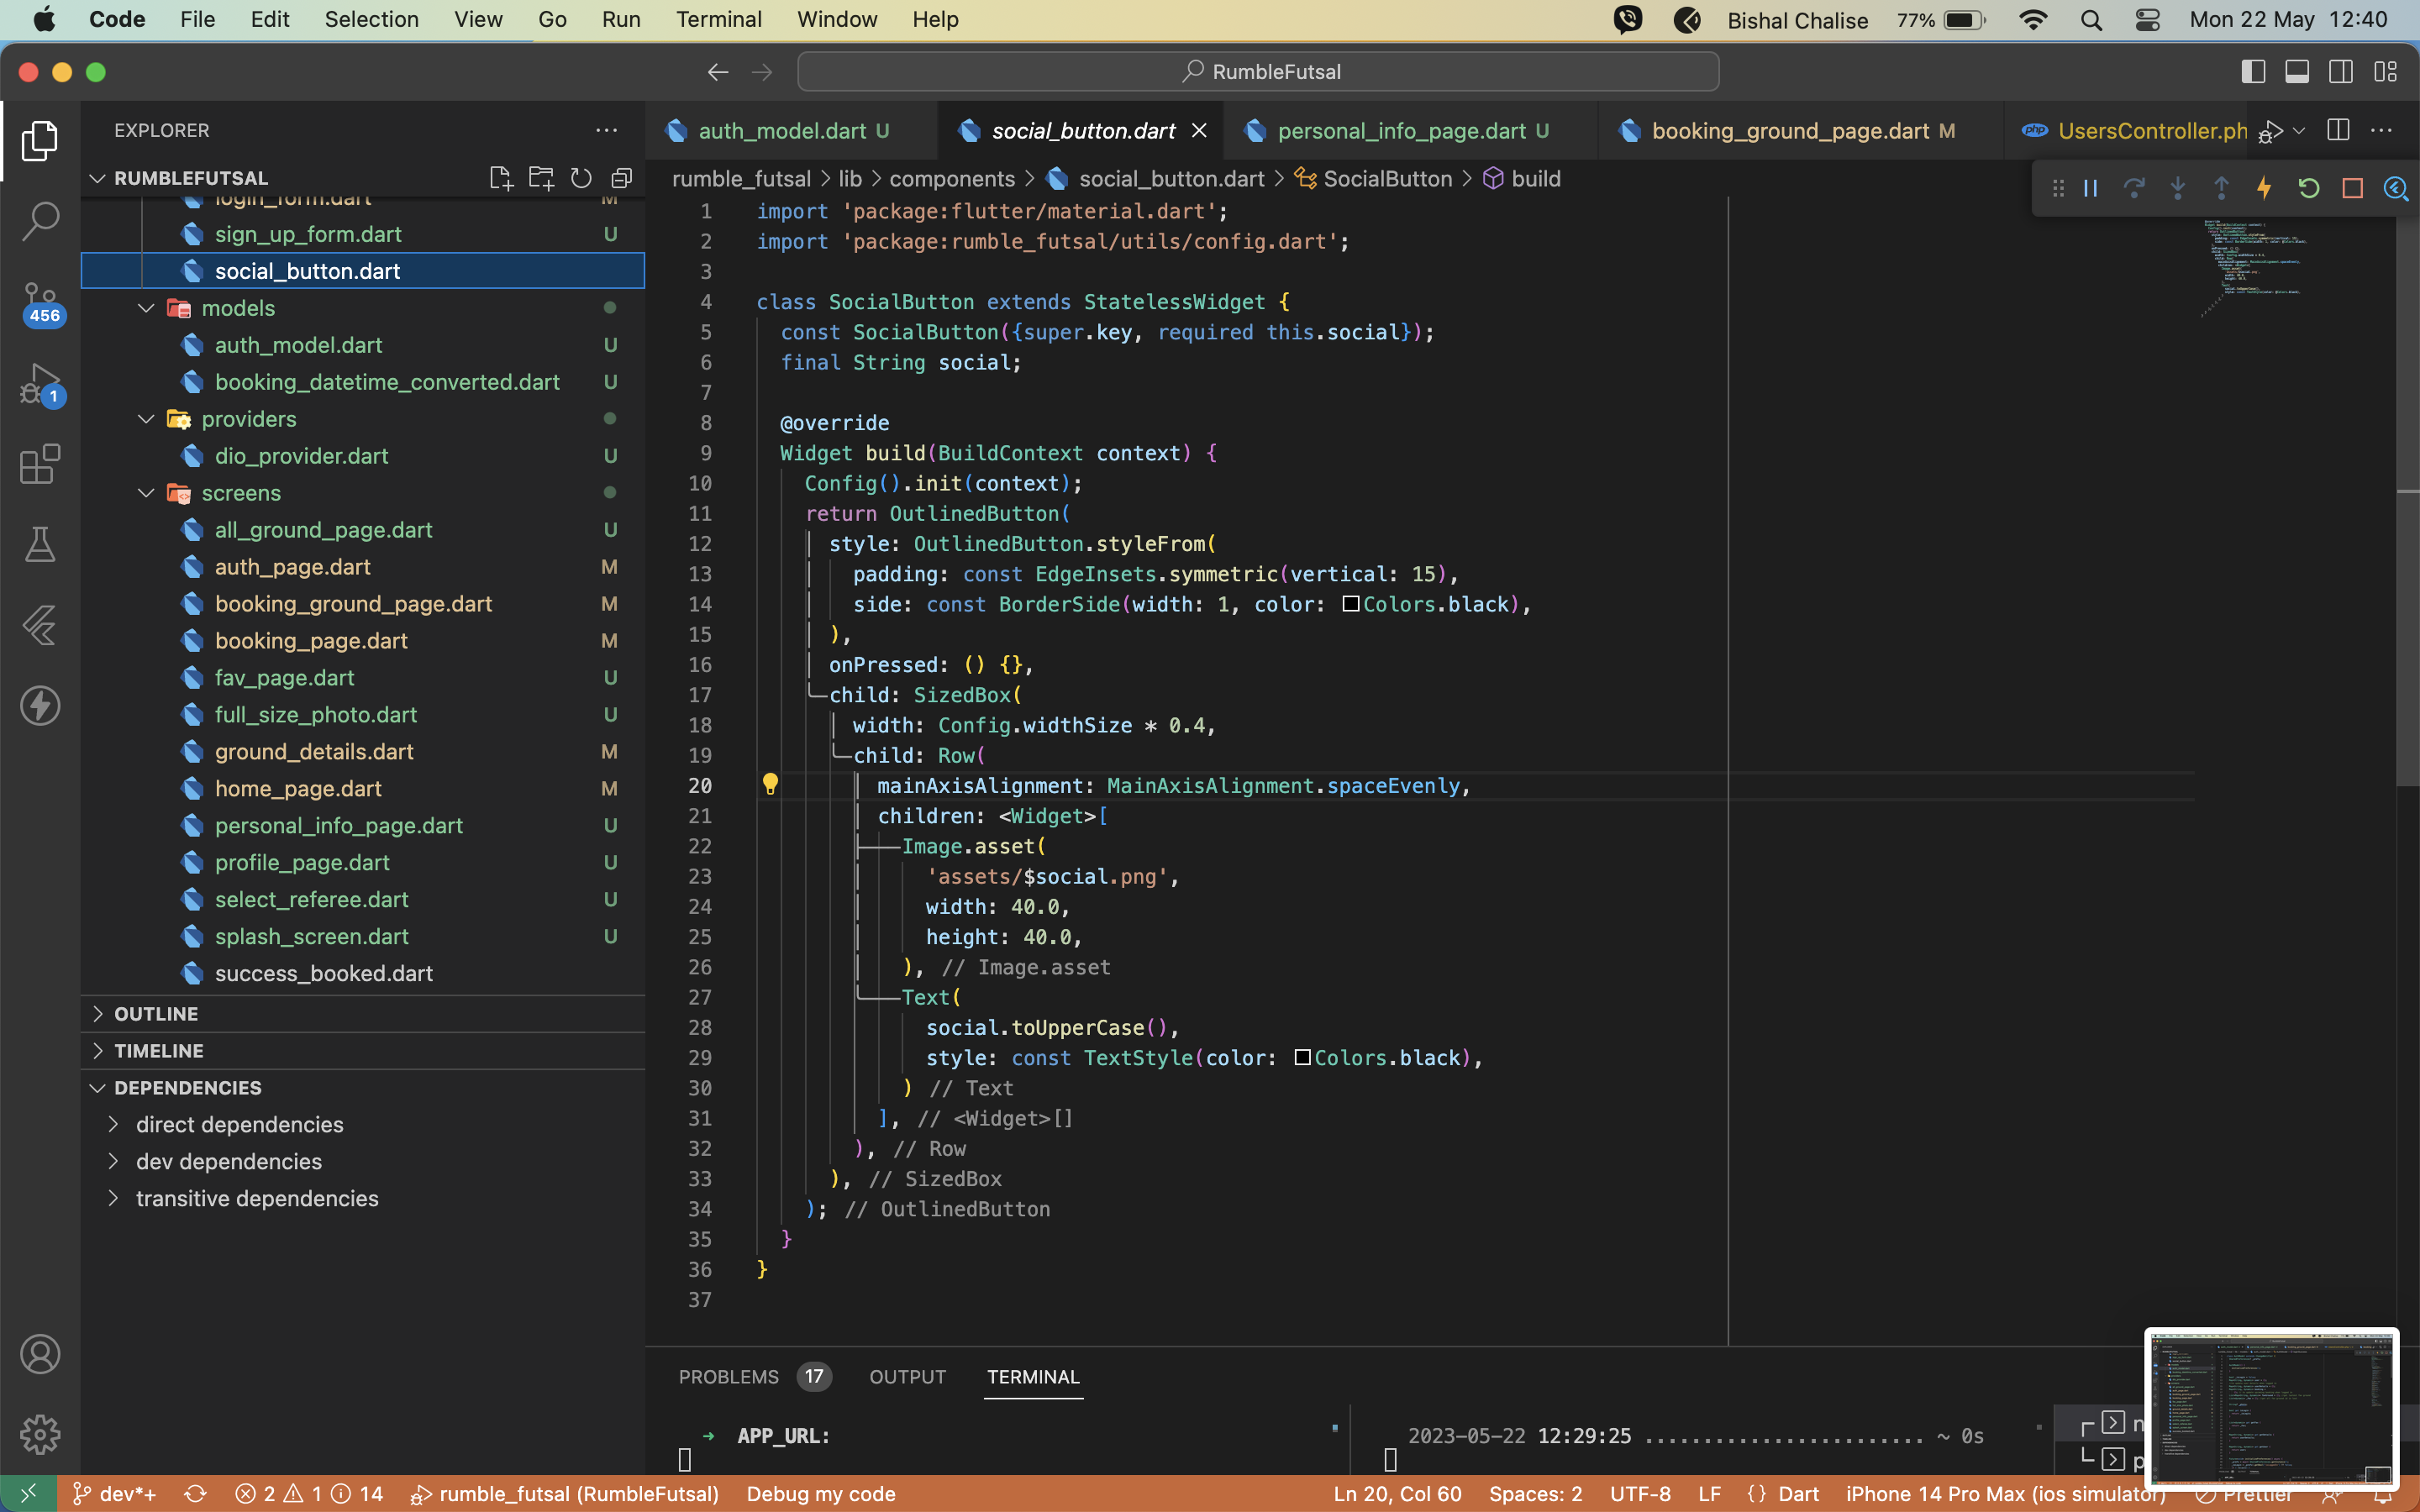 Code File Edit Selection View Go Run Terminal Window Help Bishal Chalise 77% Mon 22 May 12:40
RumbleFutsal
EXPLORER
RUMBLEFUTSAL
login_form.dart M
sign_up_form.dart U
social_button.dart
models
auth_model.dart U
booking_datetime_converted.dart U
providers
dio_provider.dart U
screens
all_ground_page.dart U
auth_page.dart M
booking_ground_page.dart M
booking_page.dart M
fav_page.dart U
full_size_photo.dart U
ground_details.dart M
home_page.dart M
personal_info_page.dart U
profile_page.dart U
select_referee.dart U
splash_screen.dart U
success_booked.dart
OUTLINE
TIMELINE
DEPENDENCIES
direct dependencies
dev dependencies
transitive dependencies
456
1
auth_model.dart U social_button.dart personal_info_page.dart U booking_ground_page.dart M php UsersController.ph
rumble_futsal > lib > components > social_button.dart > SocialButton > build
1 import 'package:flutter/material.dart';
2 import 'package:rumble_futsal/utils/config.dart';
3
4 class SocialButton extends StatelessWidget {
5 const SocialButton({super.key, required this.social});
6 final String social;
7
8 @override
9 Widget build(BuildContext context) {
10 Config().init(context);
11 return OutlinedButton(
12 style: OutlinedButton.styleFrom(
13 padding: const EdgeInsets.symmetric(vertical: 15),
14 side: const BorderSide(width: 1, color: Colors.black),
15 ),
16 onPressed: () {},
17 child: SizedBox(
18 width: Config.widthSize * 0.4,
19 child: Row(
20 mainAxisAlignment: MainAxisAlignment.spaceEvenly,
21 children: <Widget>[
22 Image.asset(
23 'assets/$social.png',
24 width: 40.0,
25 height: 40.0,
26 ), // Image.asset
27 Text(
28 social.toUpperCase(),
29 style: const TextStyle(color: Colors.black),
30 ) // Text
31 ], // <Widget>[]
32 ), // Row
33 ), // SizedBox
34 ); // OutlinedButton
35 }
36 }
37
PROBLEMS 17 OUTPUT TERMINAL
➜ APP_URL:
2023-05-22 12:29:25 ....................... ~ 0s
n
p
dev*+ 2 1 14 rumble_futsal (RumbleFutsal) Debug my code Ln 20, Col 60 Spaces: 2 UTF-8 LF {} Dart iPhone 14 Pro Max (ios simulator) Prettier